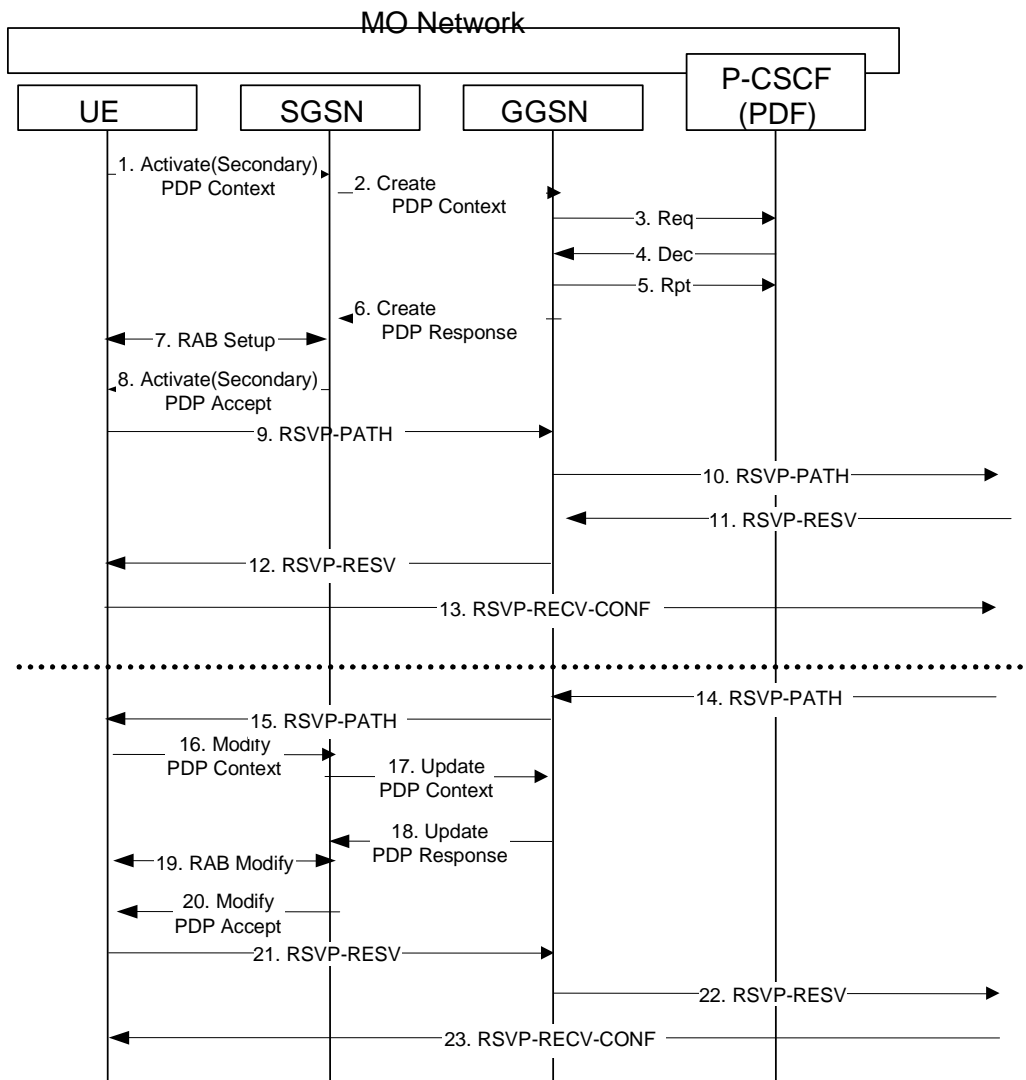 MO Network
UE
SGSN
GGSN
P-CSCF
(PDF)
1. Activate(Secondary)
PDP Context
2. Create
PDP Context
3. Req
4. Dec
5. Rpt
6. Create
PDP Response
7. RAB Setup
8. Activate(Secondary)
PDP Accept
9. RSVP-PATH
10. RSVP-PATH
11. RSVP-RESV
12. RSVP-RESV
13. RSVP-RECV-CONF
14. RSVP-PATH
15. RSVP-PATH
16. Modify
PDP Context
17. Update
PDP Context
18. Update
PDP Response
19. RAB Modify
20. Modify
PDP Accept
21. RSVP-RESV
22. RSVP-RESV
23. RSVP-RECV-CONF